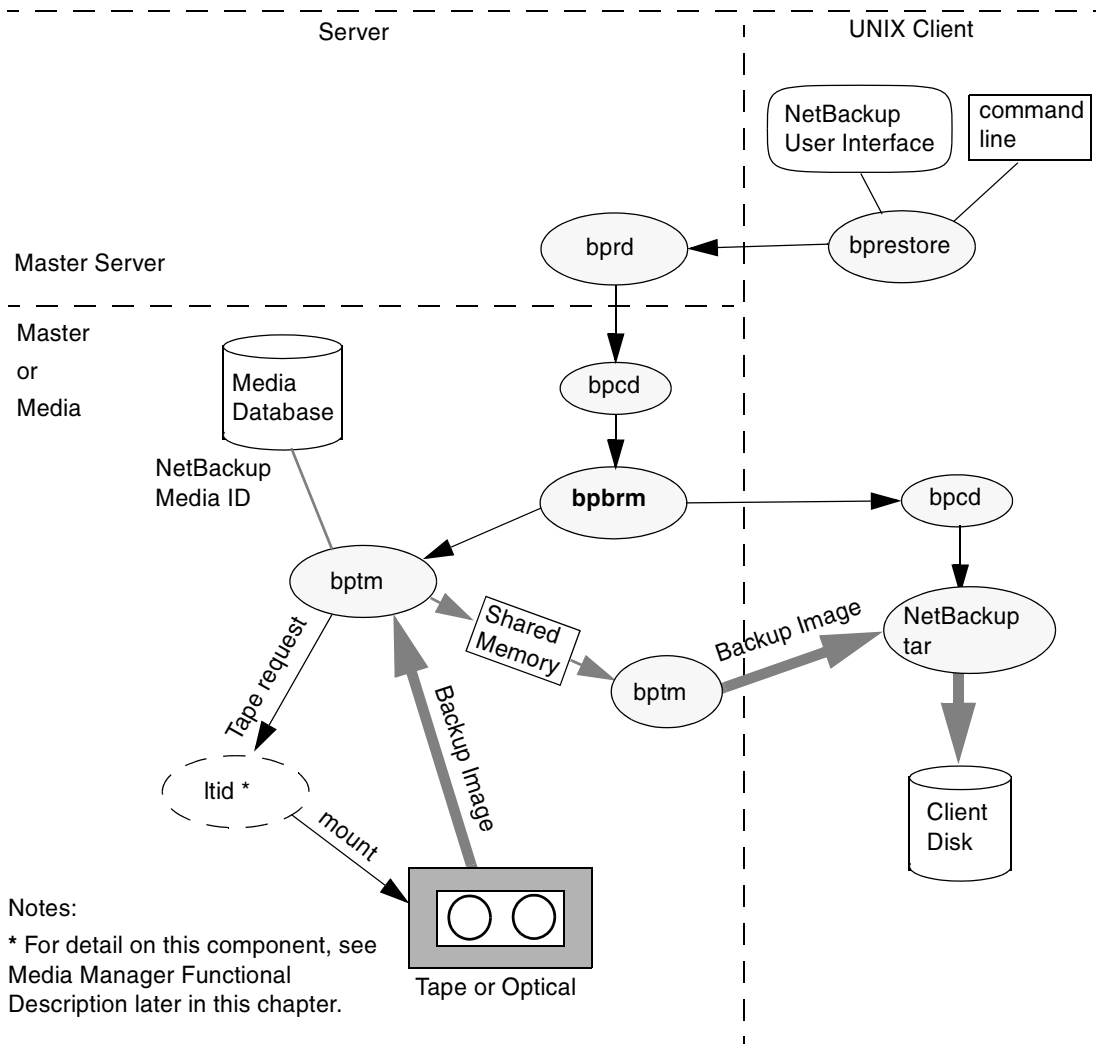 Server
UNIX Client
NetBackup
User Interface
command
line
bprd
bprestore
Master Server
Master
or
Media
Media
Database
bpcd
NetBackup
Media ID
bpbrm
bpcd
bptm
Shared
Memory
Backup Image
NetBackup
tar
bptm
Tape request
Backup Image
ltid *
mount
Client
Disk
Notes:
* For detail on this component, see
Media Manager Functional
Description later in this chapter.
Tape or Optical